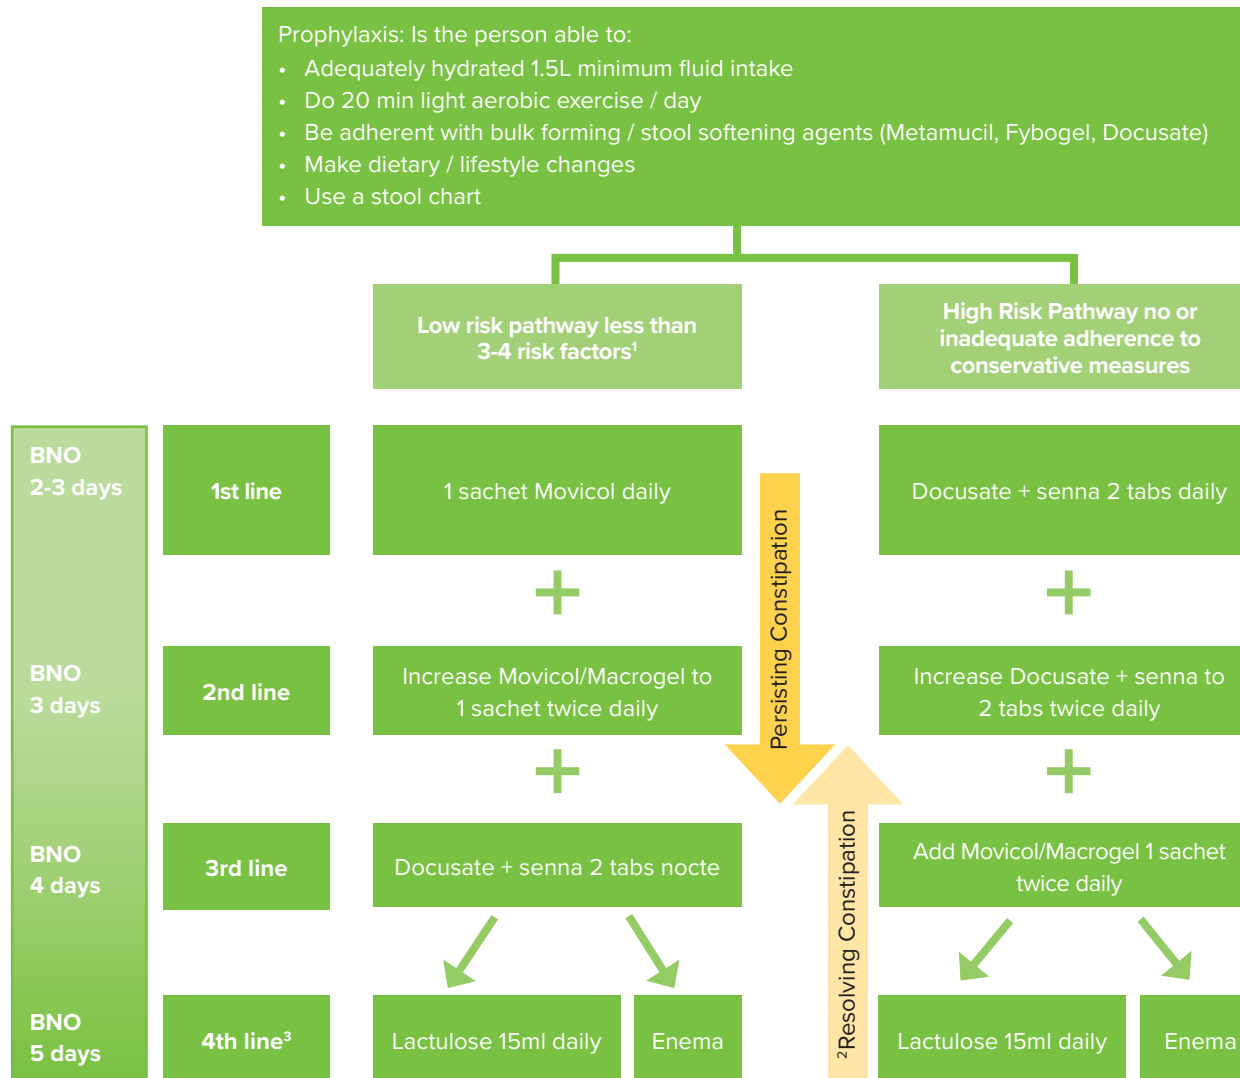 Prophylaxis: Is the person able to:
• Adequately hydrated 1.5L minimum fluid intake
• Do 20 min light aerobic exercise / day
• Be adherent with bulk forming / stool softening agents (Metamucil, Fybogel, Docusate)
• Make dietary / lifestyle changes
• Use a stool chart
Low risk pathway less than
3-4 risk factors¹
High Risk Pathway no or
inadequate adherence to
conservative measures
BNO
2-3 days
1st line
1 sachet Movicol daily
Docusate + senna 2 tabs daily
+
+
Persisting Constipation
BNO
3 days
2nd line
Increase Movicol/Macrogel to
1 sachet twice daily
Increase Docusate + senna to
2 tabs twice daily
+
+
BNO
4 days
3rd line
Docusate + senna 2 tabs nocte
Add Movicol/Macrogel 1 sachet
twice daily
²Resolving Constipation
BNO
5 days
4th line³
Lactulose 15ml daily
Enema
Lactulose 15ml daily
Enema